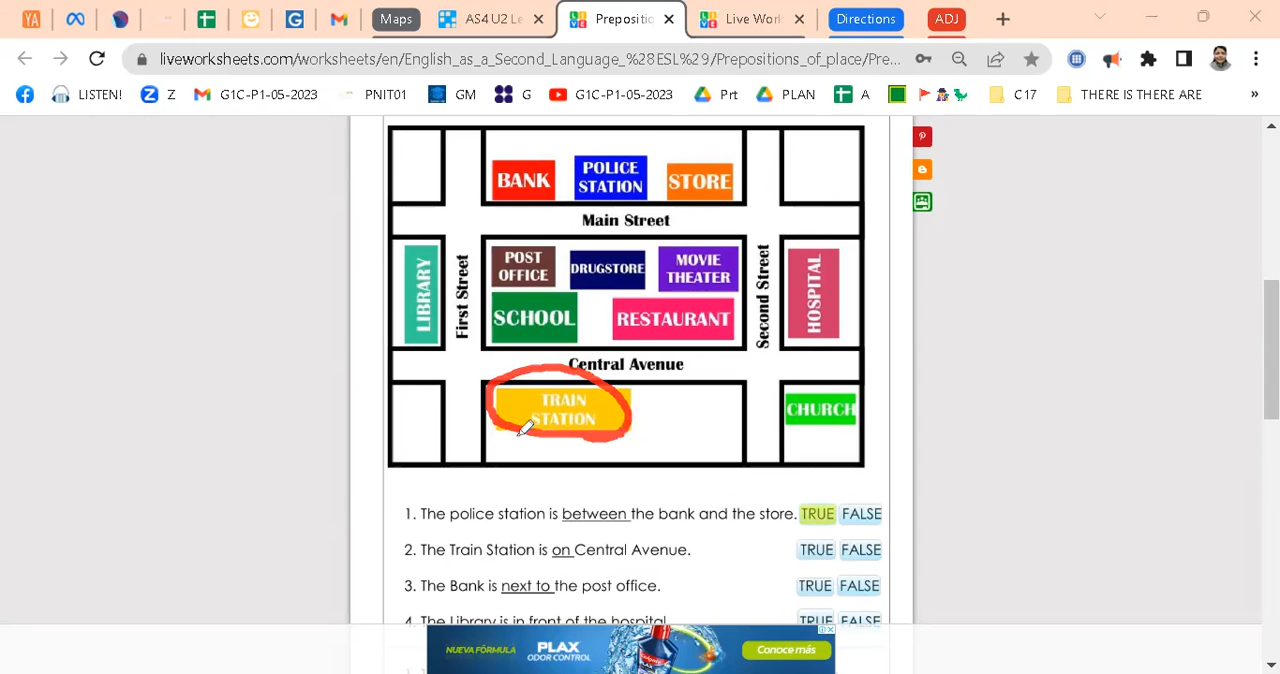 YA
G
Maps
AS4 U2 Le
Prepositio
Live Work
Directions
ADJ
liveworksheets.com/worksheets/en/English_as_a_Second_Language_%28ESL%29/Prepositions_of_place/Pre...
LISTEN!
Z
G1C-P1-05-2023
PNIT01
GM
G
G1C-P1-05-2023
Prt
PLAN
A
C17
THERE IS THERE ARE
»
BANK
POLICE
STATION
STORE
Main Street
LIBRARY
First Street
POST
OFFICE
DRUGSTORE
MOVIE
THEATER
SCHOOL
RESTAURANT
Second Street
HOSPITAL
Central Avenue
TRAIN
STATION
CHURCH
1. The police station is between the bank and the store. TRUE FALSE
2. The Train Station is on Central Avenue. TRUE FALSE
3. The Bank is next to the post office. TRUE FALSE
4. The Library is in front of the hospital TRUE FALSE
NUEVA FÓRMULA
PLAX
ODOR CONTROL
Colgate
Conoce más